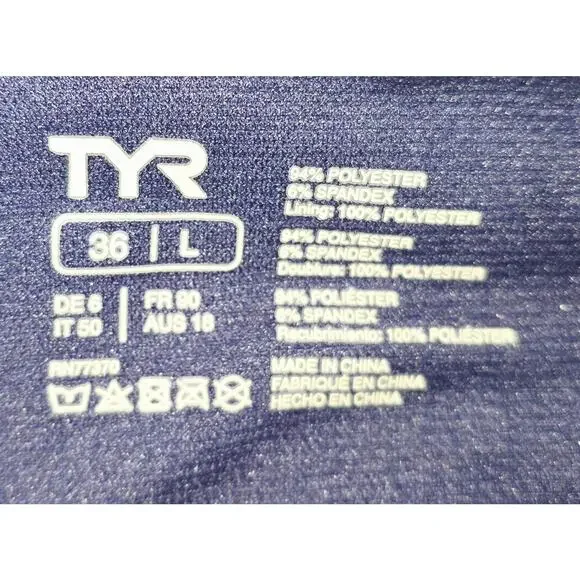 TYR
36 | L
DE 6 | FR 90
IT 50 | AUS 18
RN77370
94% POLYESTER
6% SPANDEX
Lining: 100% POLYESTER
94% POLYESTER
6% SPANDEX
Doublure: 100% POLYESTER
94% POLIÉSTER
6% SPANDEX
Recubrimiento: 100% POLIÉSTER
MADE IN CHINA
FABRIQUÉ EN CHINA
HECHO EN CHINA